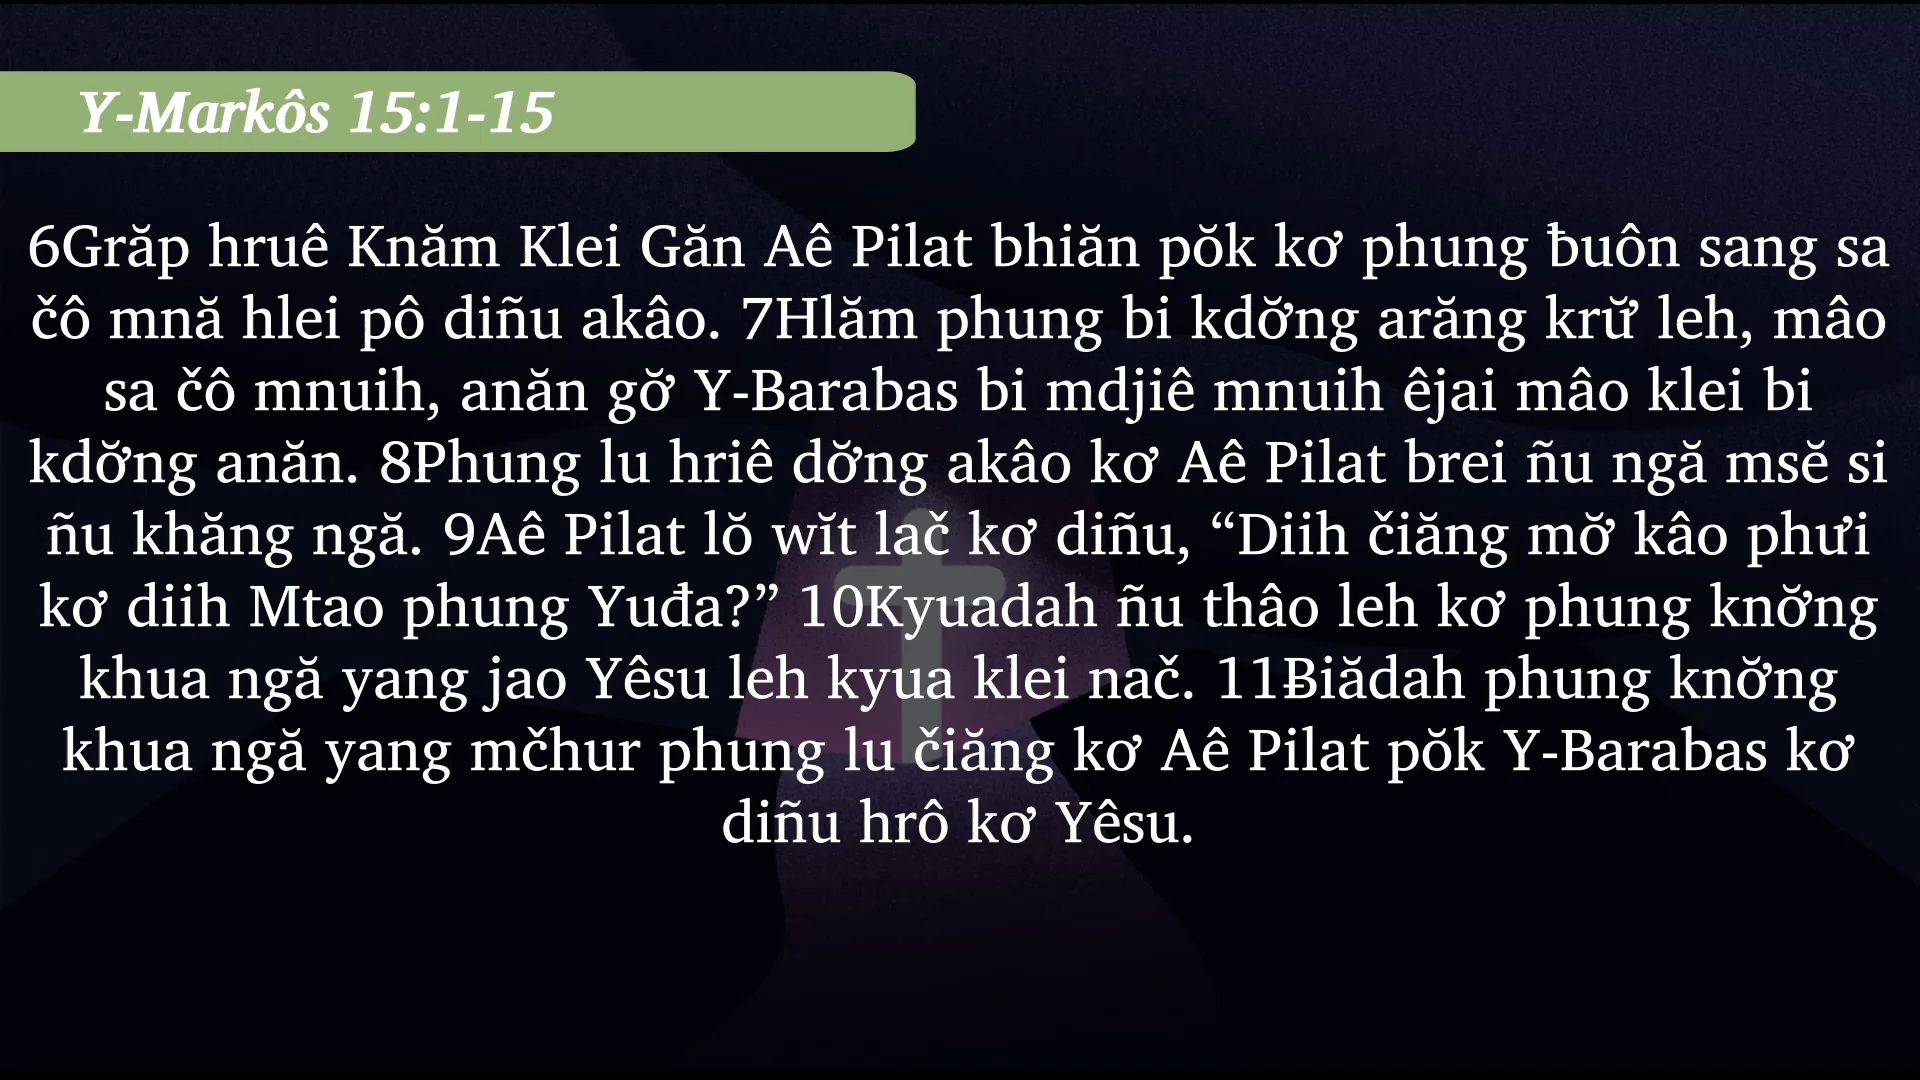 Y-Markôs 15:1-15
6Grăp hruê Knăm Klei Găn Aê Pilat bhiăn pŏk kơ phung ƀuôn sang sa
čô mnă hlei pô diñu akâo. 7Hlăm phung bi kdơ̆ng arăng krư̆ leh, mâo
sa čô mnuih, anăn gơ̆ Y-Barabas bi mdjiê mnuih êjai mâo klei bi
kdơ̆ng anăn. 8Phung lu hriê dơ̆ng akâo kơ Aê Pilat brei ñu ngă msĕ si
ñu khăng ngă. 9Aê Pilat lŏ wĭt lač kơ diñu, “Diih čiăng mơ̆ kâo phưi
kơ diih Mtao phung Yuđa?” 10Kyuadah ñu thâo leh kơ phung knơ̆ng
khua ngă yang jao Yêsu leh kyua klei nač. 11Ƀiădah phung knơ̆ng
khua ngă yang mčhur phung lu čiăng kơ Aê Pilat pŏk Y-Barabas kơ
diñu hrô kơ Yêsu.